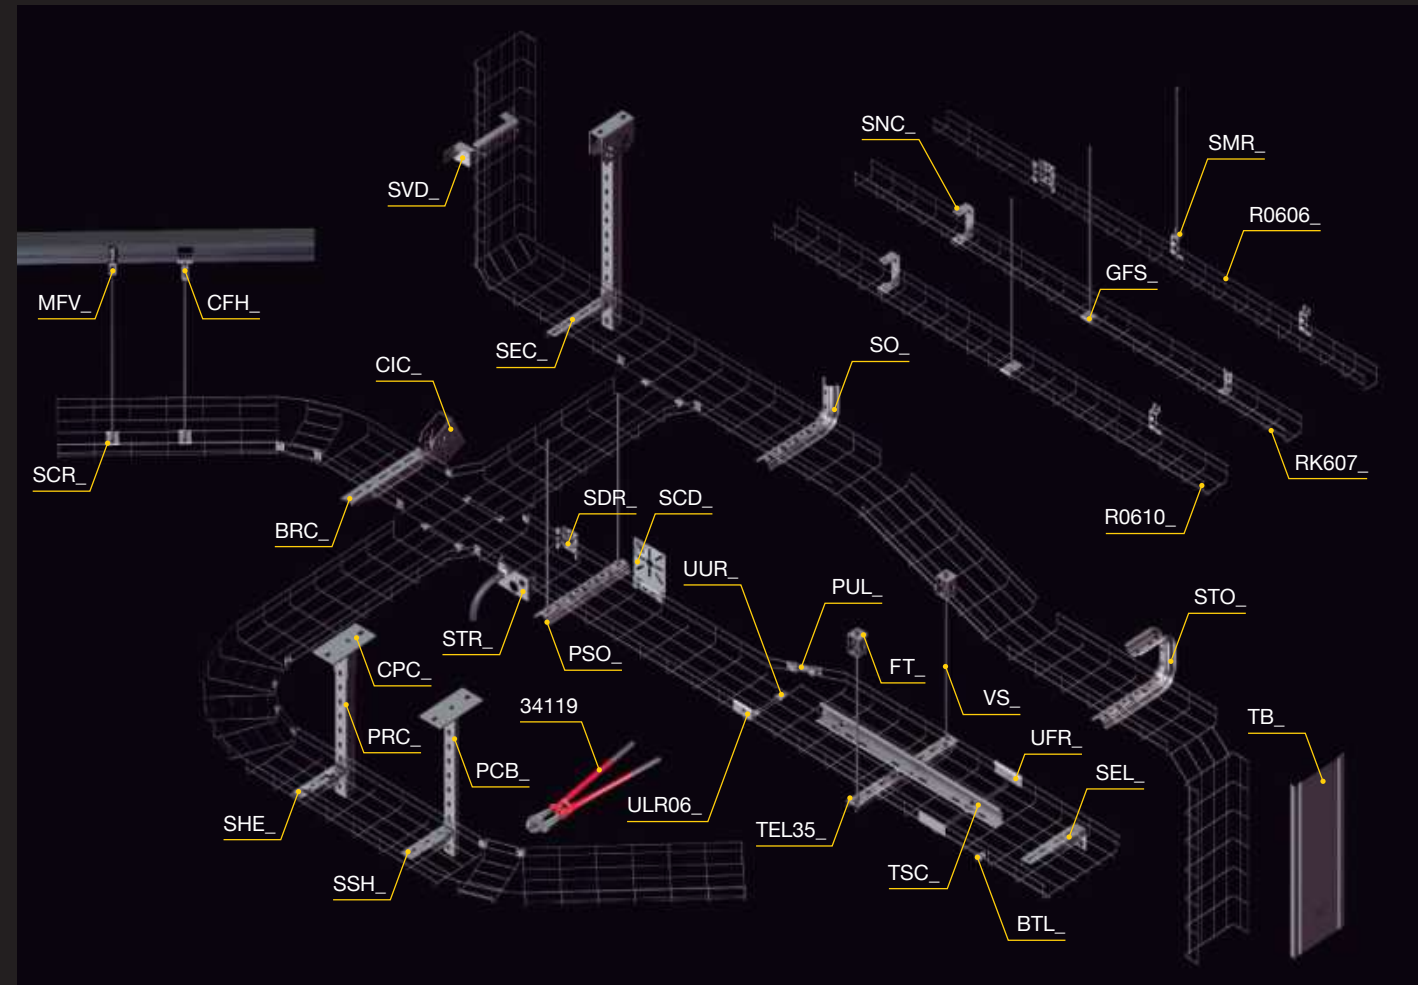 SNC_
SMR_
SVD_
R0606_
GFS_
MFV_
CFH_
SEC_
SO_
CIC_
SCR_
RK607_
BRC_
SDR_
SCD_
R0610_
UUR_
PUL_
STO_
STR_
PSO_
CPC_
FT_
34119
VS_
TB_
PRC_
UFR_
PCB_
SEL_
ULR06_
SHE_
TEL35_
SSH_
TSC_
BTL_